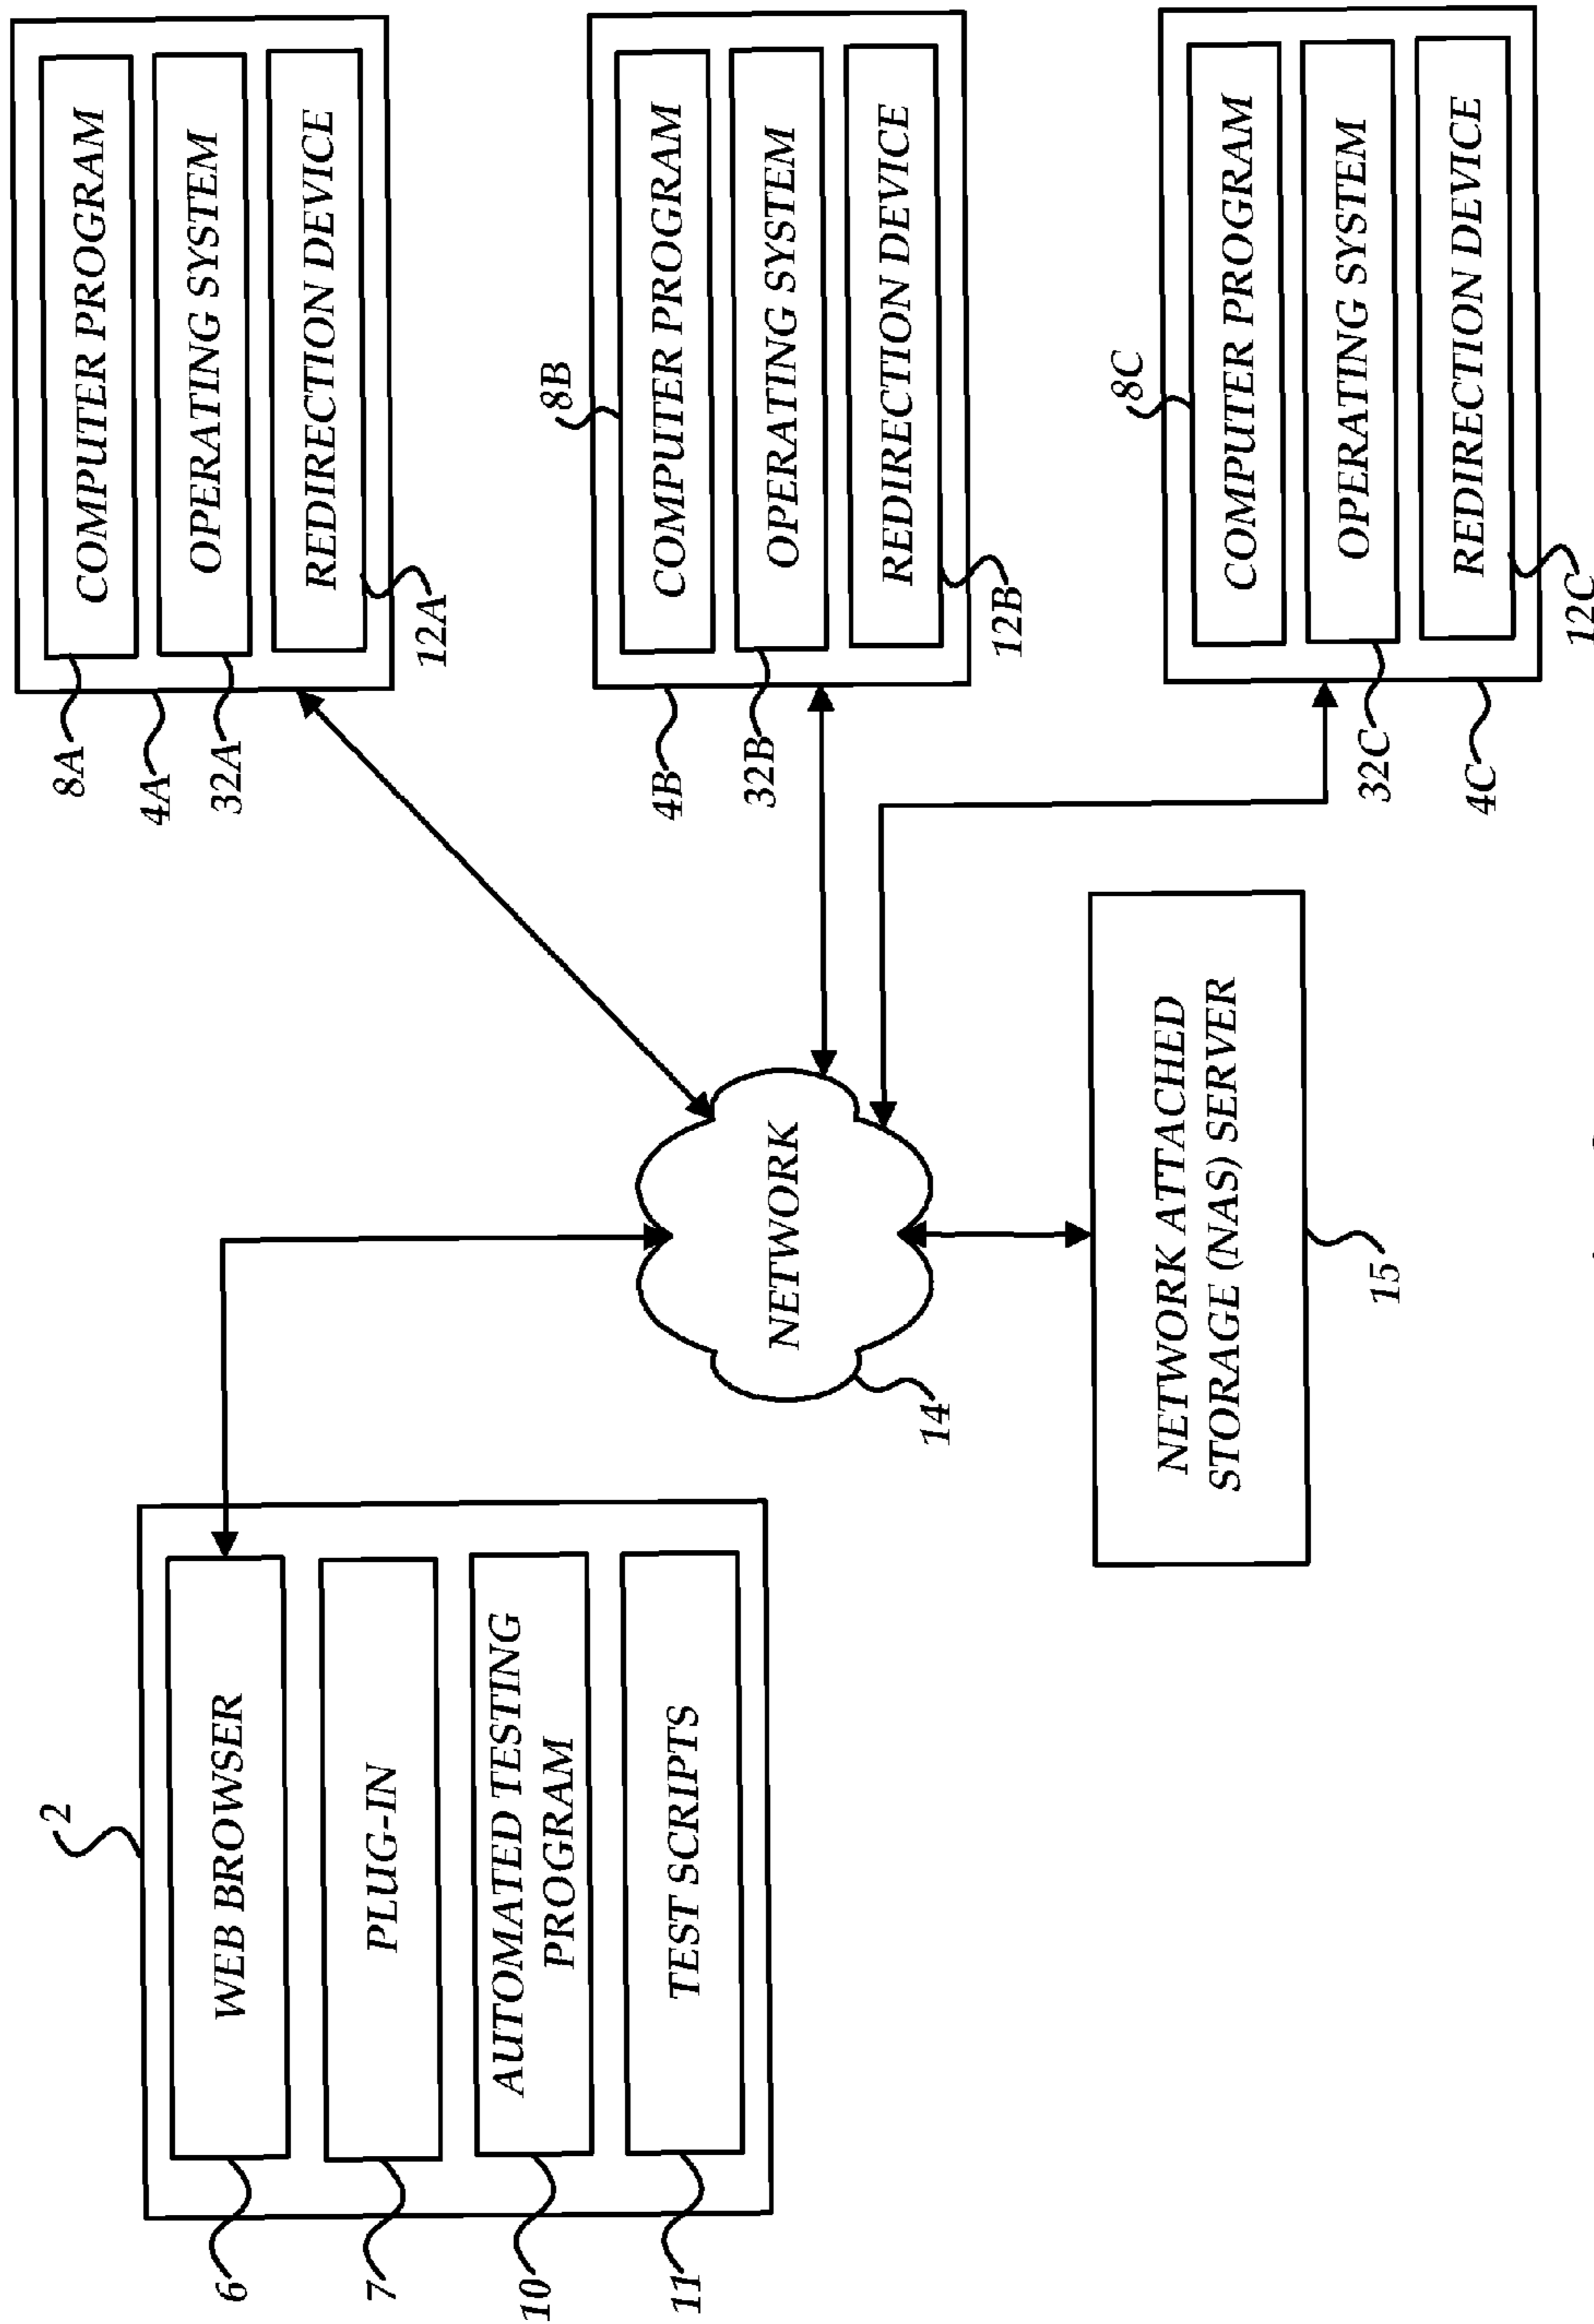 2
WEB BROWSER
6
PLUG-IN
7
AUTOMATED TESTING
PROGRAM
10
TEST SCRIPTS
11
NETWORK
14
NETWORK ATTACHED
STORAGE (NAS) SERVER
15
COMPUTER PROGRAM
8A
4A
OPERATING SYSTEM
32A
REDIRECTION DEVICE
12A
8B
COMPUTER PROGRAM
4B
OPERATING SYSTEM
32B
REDIRECTION DEVICE
12B
8C
COMPUTER PROGRAM
OPERATING SYSTEM
32C
REDIRECTION DEVICE
4C
12C